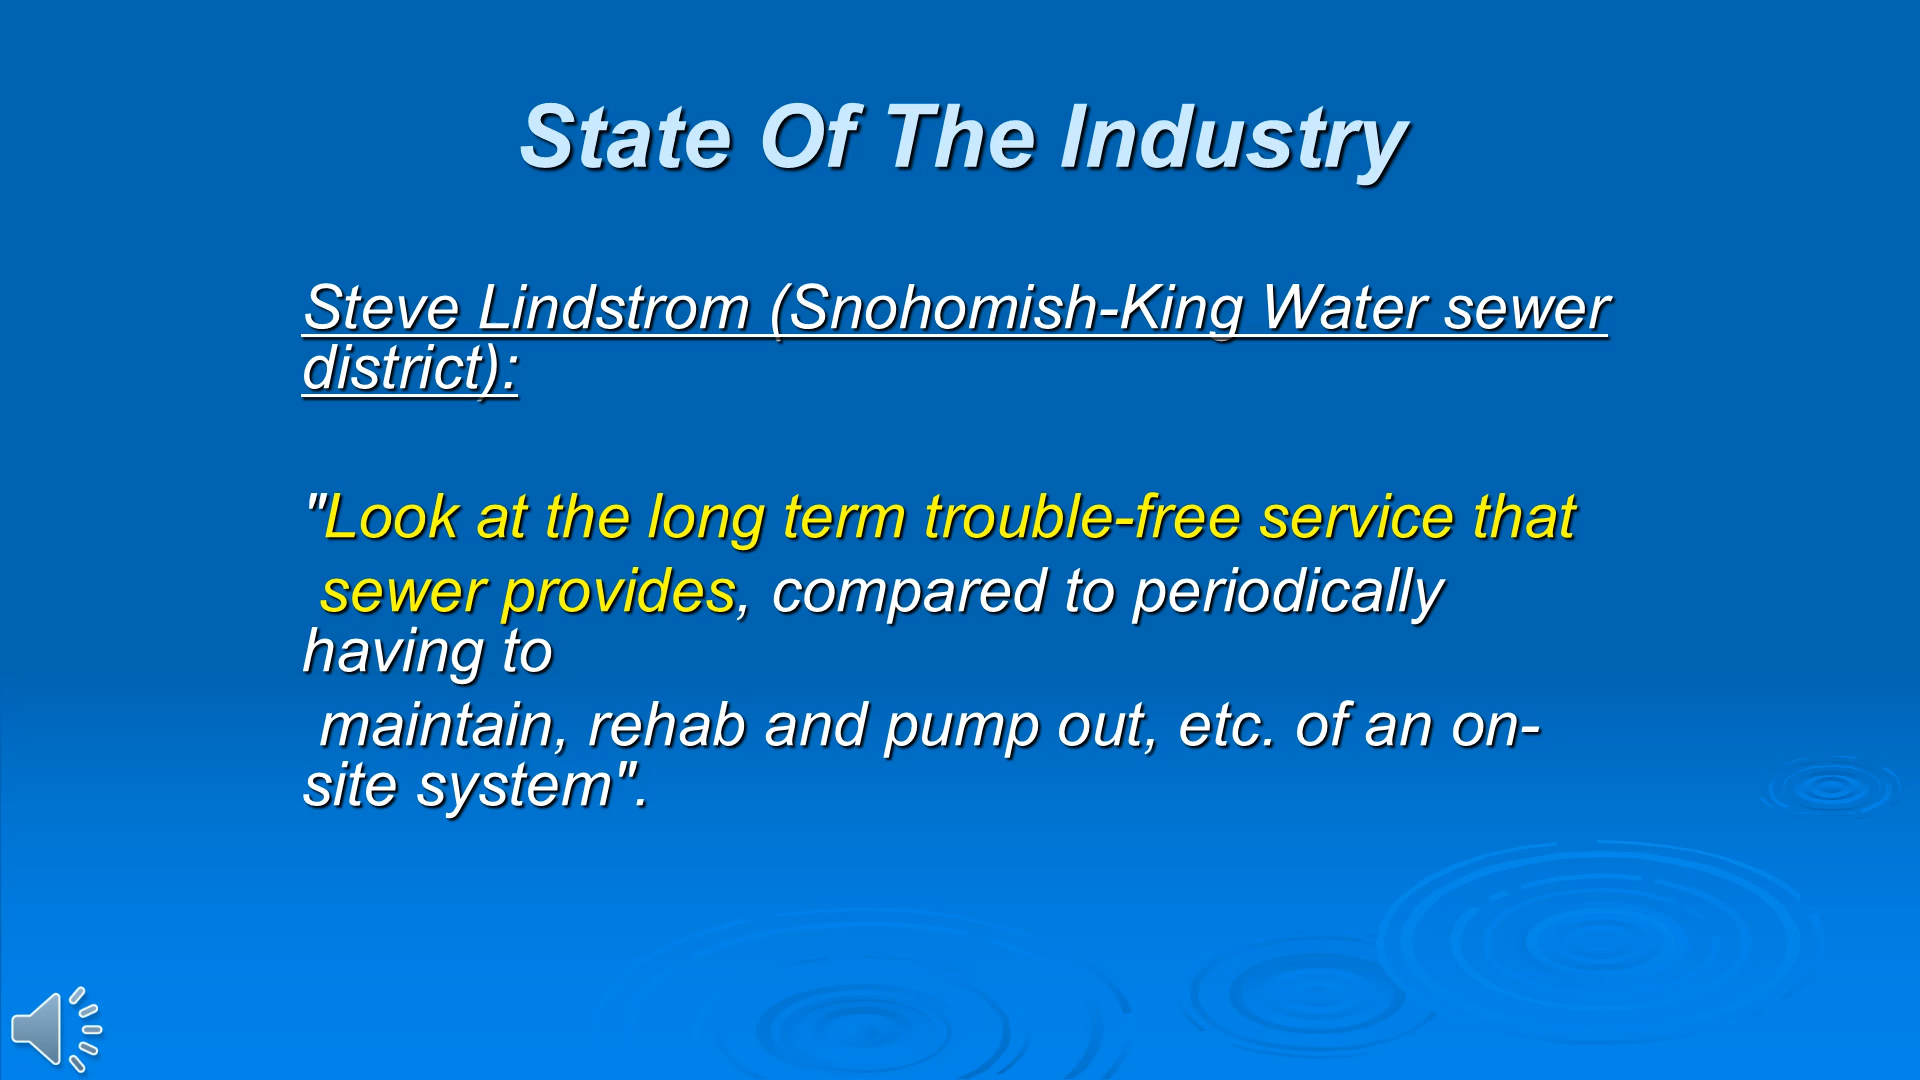 State Of The Industry
Steve Lindstrom (Snohomish-King Water sewer
district):
"Look at the long term trouble-free service that
sewer provides, compared to periodically
having to
maintain, rehab and pump out, etc. of an on-
site system".